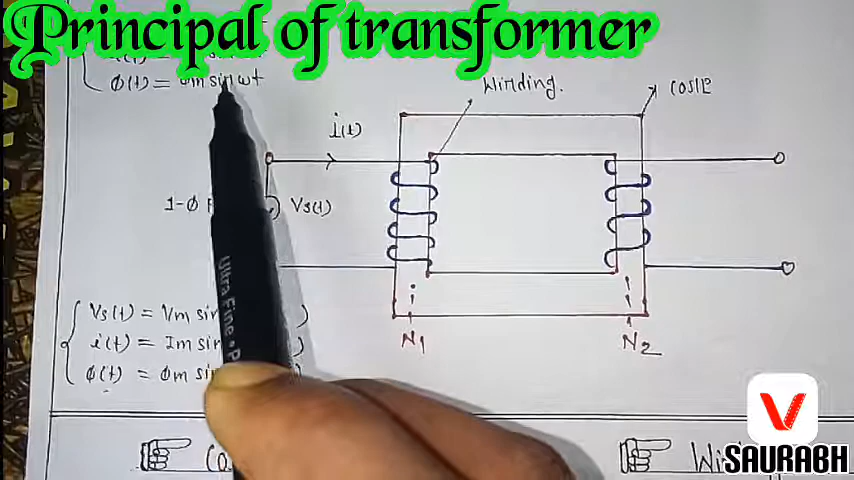 Principal of transformer
ϕ(t) = ϕm sin ωt
Winding.
i(t)
1-ϕ
Vs(t)
Vs(t) = Vm sin
i(t) = Im sin
ϕ(t) = ϕm sin
N1
N2
SAURABH